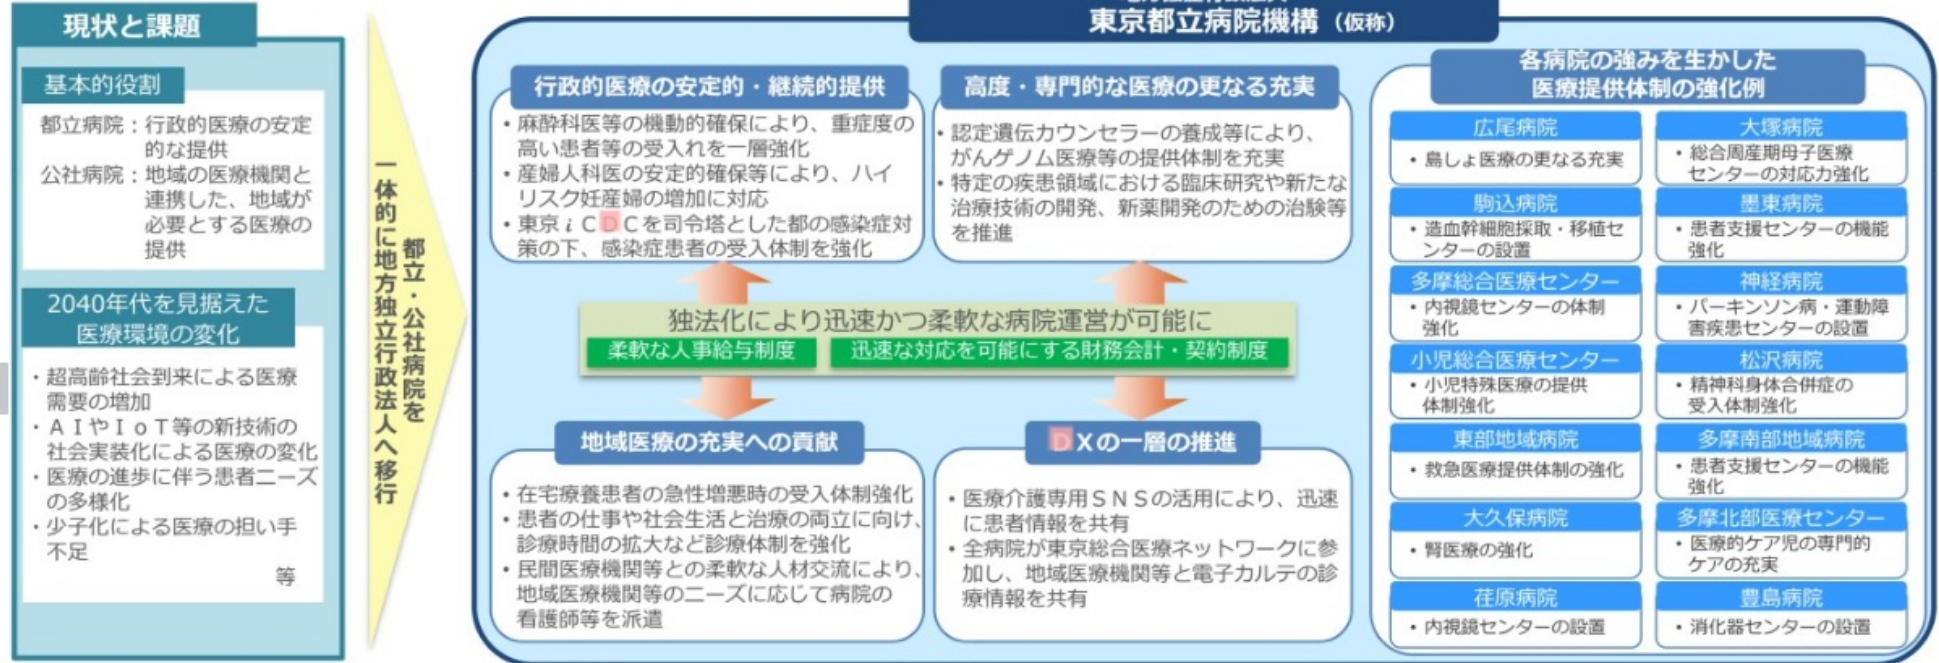 現状と課題
基本的役割
都立病院：行政的医療の安定
的な提供
公社病院：地域の医療機関と
連携した、地域が
必要とする医療の
提供
2040年代を見据えた
医療環境の変化
・超高齢社会到来による医療
需要の増加
・ＡＩやＩｏＴ等の新技術の
社会実装化による医療の変化
・医療の進歩に伴う患者ニーズ
の多様化
・少子化による医療の担い手
不足
等
都立・公社病院を
一体的に地方独立行政法人へ移行
東京都立病院機構（仮称）
行政的医療の安定的・継続的提供
・麻酔科医等の機動的確保により、重症度の
高い患者等の受入れを一層強化
・産婦人科医の安定的確保等により、ハイ
リスク妊産婦の増加に対応
・東京ｉＣＤＣを司令塔とした都の感染症対
策の下、感染症患者の受入体制を強化
高度・専門的な医療の更なる充実
・認定遺伝カウンセラーの養成等により、
がんゲノム医療等の提供体制を充実
・特定の疾患領域における臨床研究や新たな
治療技術の開発、新薬開発のための治験等
を推進
独法化により迅速かつ柔軟な病院運営が可能に
柔軟な人事給与制度
迅速な対応を可能にする財務会計・契約制度
地域医療の充実への貢献
・在宅療養患者の急性増悪時の受入体制強化
・患者の仕事や社会生活と治療の両立に向け、
診療時間の拡大など診療体制を強化
・民間医療機関等との柔軟な人材交流により、
地域医療機関等のニーズに応じて病院の
看護師等を派遣
ＤＸの一層の推進
・医療介護専用ＳＮＳの活用により、迅速
に患者情報を共有
・全病院が東京総合医療ネットワークに参
加し、地域医療機関等と電子カルテの診
療情報を共有
各病院の強みを生かした
医療提供体制の強化例
広尾病院
・島しょ医療の更なる充実
大塚病院
・総合周産期母子医療
センターの対応力強化
駒込病院
・造血幹細胞採取・移植セ
ンターの設置
墨東病院
・患者支援センターの機能
強化
多摩総合医療センター
・内視鏡センターの体制
強化
神経病院
・パーキンソン病・運動障
害疾患センターの設置
小児総合医療センター
・小児特殊医療の提供
体制強化
松沢病院
・精神科身体合併症の
受入体制強化
東部地域病院
・救急医療提供体制の強化
多摩南部地域病院
・患者支援センターの機能
強化
大久保病院
・腎医療の強化
多摩北部医療センター
・医療的ケア児の専門的
ケアの充実
荏原病院
・内視鏡センターの設置
豊島病院
・消化器センターの設置